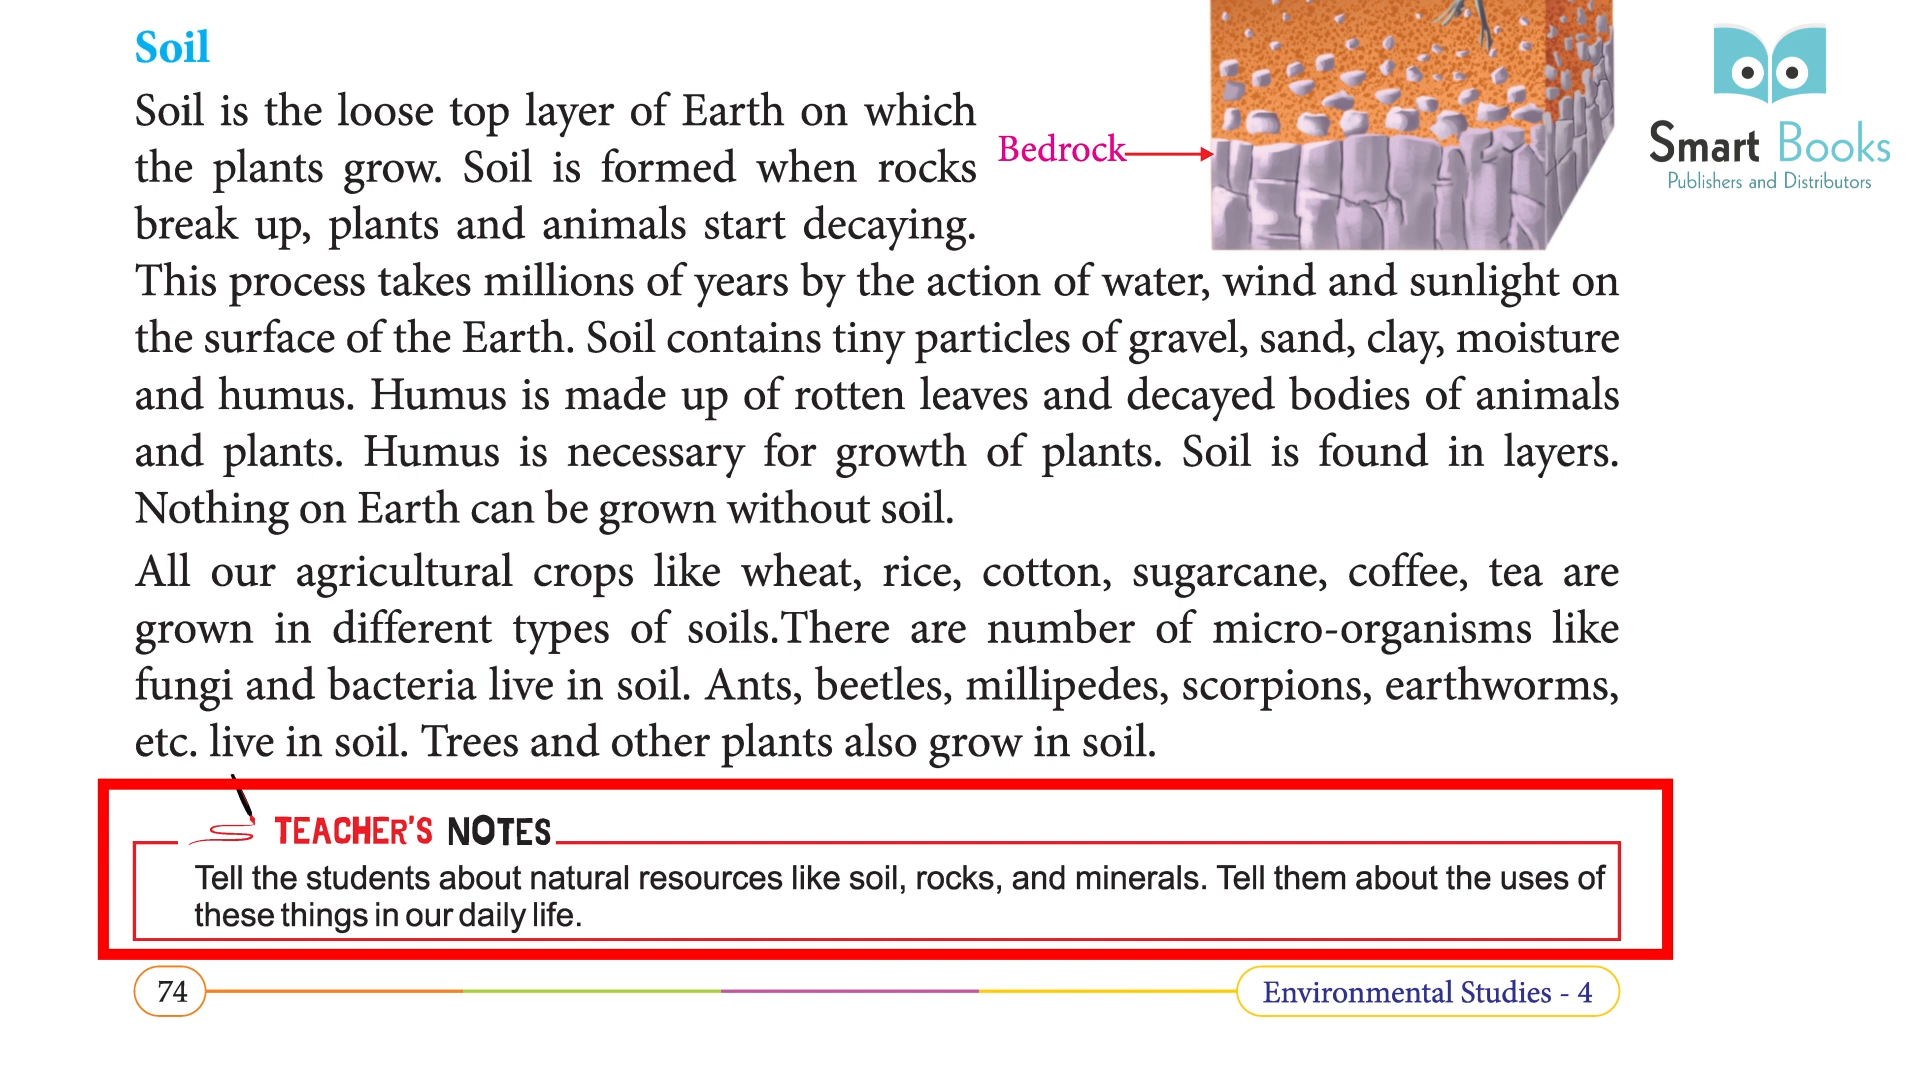 Soil
Soil is the loose top layer of Earth on which
the plants grow. Soil is formed when rocks
break up, plants and animals start decaying.
Bedrock
Smart Books
Publishers and Distributors
This process takes millions of years by the action of water, wind and sunlight on
the surface of the Earth. Soil contains tiny particles of gravel, sand, clay, moisture
and humus. Humus is made up of rotten leaves and decayed bodies of animals
and plants. Humus is necessary for growth of plants. Soil is found in layers.
Nothing on Earth can be grown without soil.
All our agricultural crops like wheat, rice, cotton, sugarcane, coffee, tea are
grown in different types of soils.There are number of micro-organisms like
fungi and bacteria live in soil. Ants, beetles, millipedes, scorpions, earthworms,
etc. live in soil. Trees and other plants also grow in soil.
TEACHER'S NOTES
Tell the students about natural resources like soil, rocks, and minerals. Tell them about the uses of
these things in our daily life.
74
Environmental Studies - 4